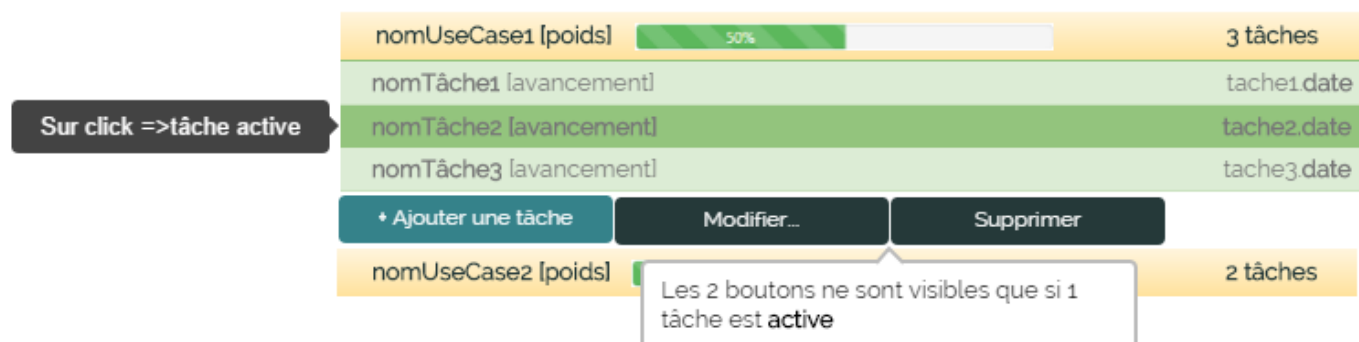 nomUseCase1 [poids] 50% 3 tâches
nomTâche1 [avancement] tache1.date
Sur click =>tâche active
nomTâche2 [avancement] tache2.date
nomTâche3 [avancement] tache3.date
+ Ajouter une tâche Modifier... Supprimer
nomUseCase2 [poids] 2 tâches
Les 2 boutons ne sont visibles que si 1
tâche est active